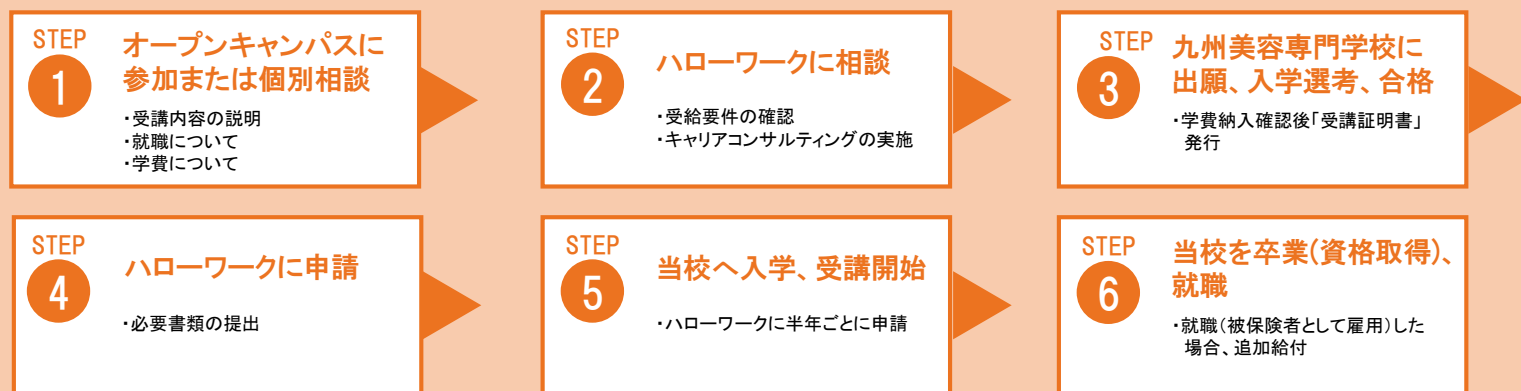 STEP
1
オープンキャンパスに
参加または個別相談
・受講内容の説明
・就職について
・学費について
STEP
2
ハローワークに相談
・受給要件の確認
・キャリアコンサルティングの実施
STEP
3
九州美容専門学校に
出願、入学選考、合格
・学費納入確認後「受講証明書」
発行
STEP
4
ハローワークに申請
・必要書類の提出
STEP
5
当校へ入学、受講開始
・ハローワークに半年ごとに申請
STEP
6
当校を卒業(資格取得)、
就職
・就職(被保険者として雇用)した
場合、追加給付